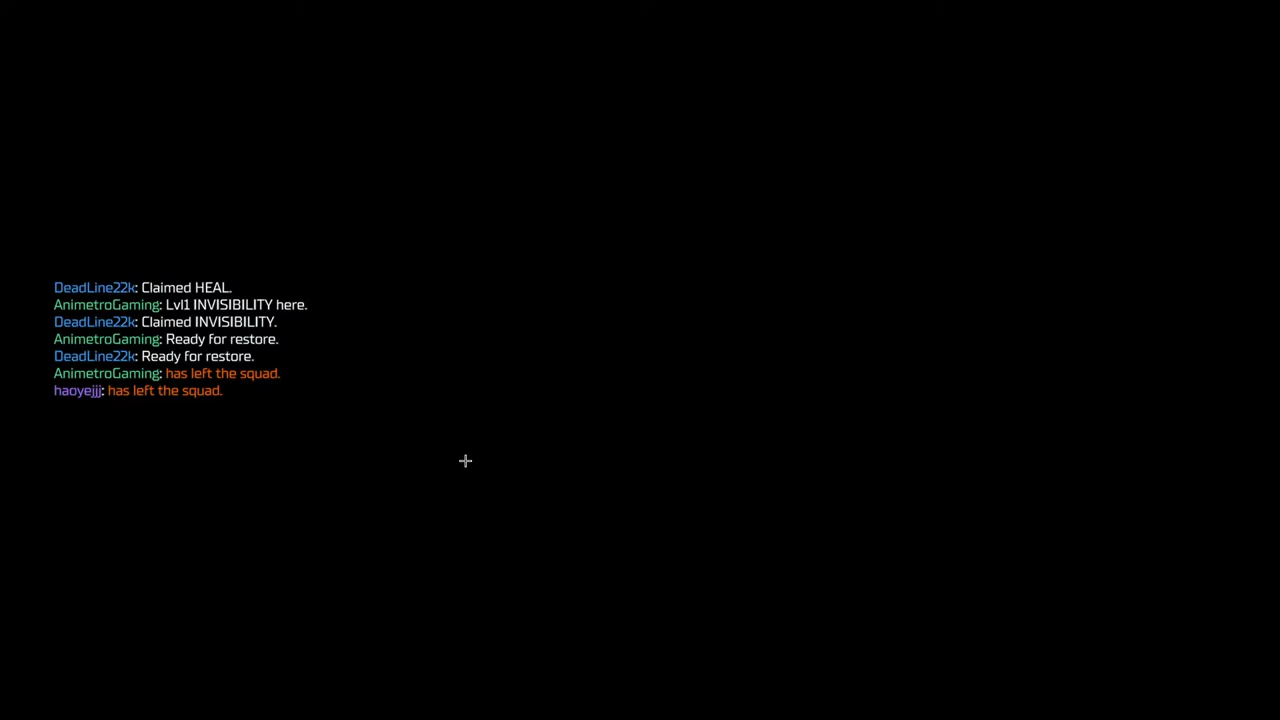 DeadLine22k: Claimed HEAL.
AnimetroGaming: Lvl1 INVISIBILITY here.
DeadLine22k: Claimed INVISIBILITY.
AnimetroGaming: Ready for restore.
DeadLine22k: Ready for restore.
AnimetroGaming: has left the squad.
haoyejjj: has left the squad.